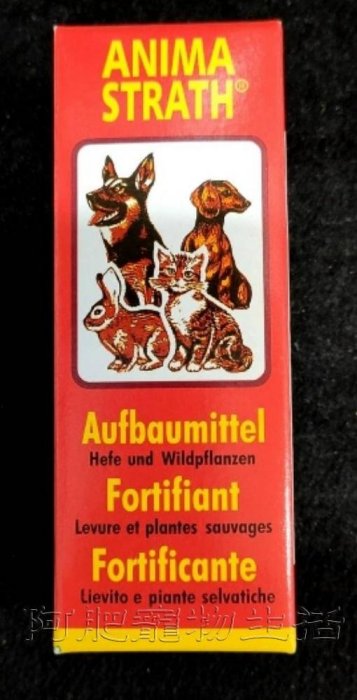 ANIMA
STRATH®
Aufbaumittel
Hefe und Wildpflanzen
Fortifiant
Levure et plantes sauvages
Fortificante
Lievito e piante selvatiche
阿肥寵物生活